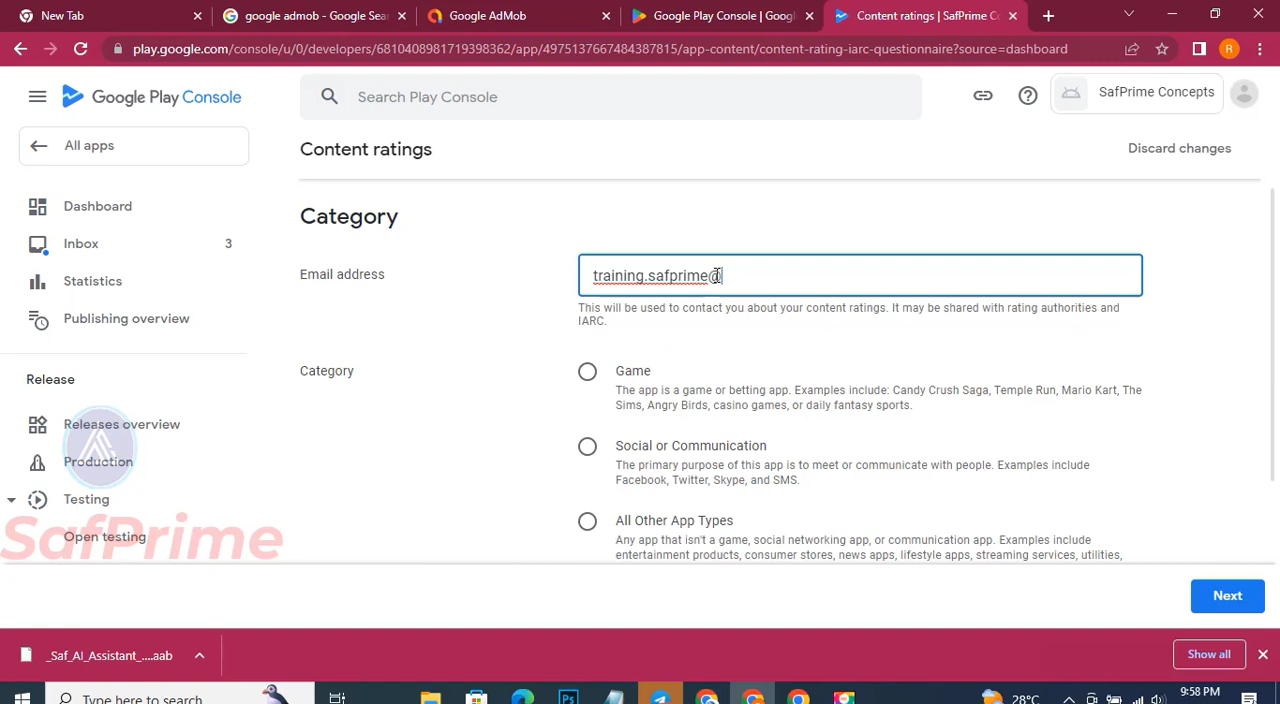 New Tab
google admob - Google Sea
Google AdMob
Google Play Console | Googl
Content ratings | SafPrime Co
play.google.com/console/u/0/developers/6810408981719398362/app/4975137667484387815/app-content/content-rating-iarc-questionnaire?source=dashboard
R
Google Play Console
Search Play Console
SafPrime Concepts
All apps
Content ratings
Discard changes
Dashboard
Inbox 3
Statistics
Publishing overview
Release
Releases overview
Production
Testing
Open testing
SafPrime
Category
Email address
training.safprime@
This will be used to contact you about your content ratings. It may be shared with rating authorities and
IARC.
Category
Game
The app is a game or betting app. Examples include: Candy Crush Saga, Temple Run, Mario Kart, The
Sims, Angry Birds, casino games, or daily fantasy sports.
Social or Communication
The primary purpose of this app is to meet or communicate with people. Examples include
Facebook, Twitter, Skype, and SMS.
All Other App Types
Any app that isn't a game, social networking app, or communication app. Examples include
entertainment products, consumer stores, news apps, lifestyle apps, streaming services, utilities,
Next
_Saf_AI_Assistant_....aab
Show all
Type here to search
Ps
28°C
9:58 PM